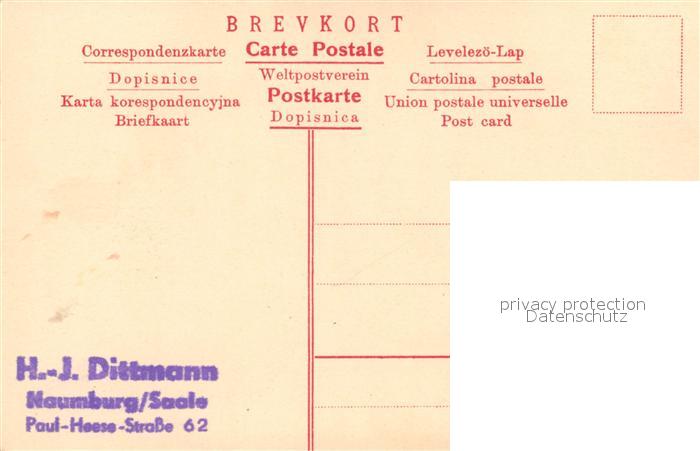 BREVKORT
Correspondenzkarte Carte Postale Levelező-Lap
Dopisnice Weltpostverein Cartolina postale
Karta korespondencyjna Postkarte Union postale universelle
Briefkaart Dopisnica Post card
privacy protection
Datenschutz
H.-J. Dittmann
Naumburg/Saale
Paul-Heese-Straße 62